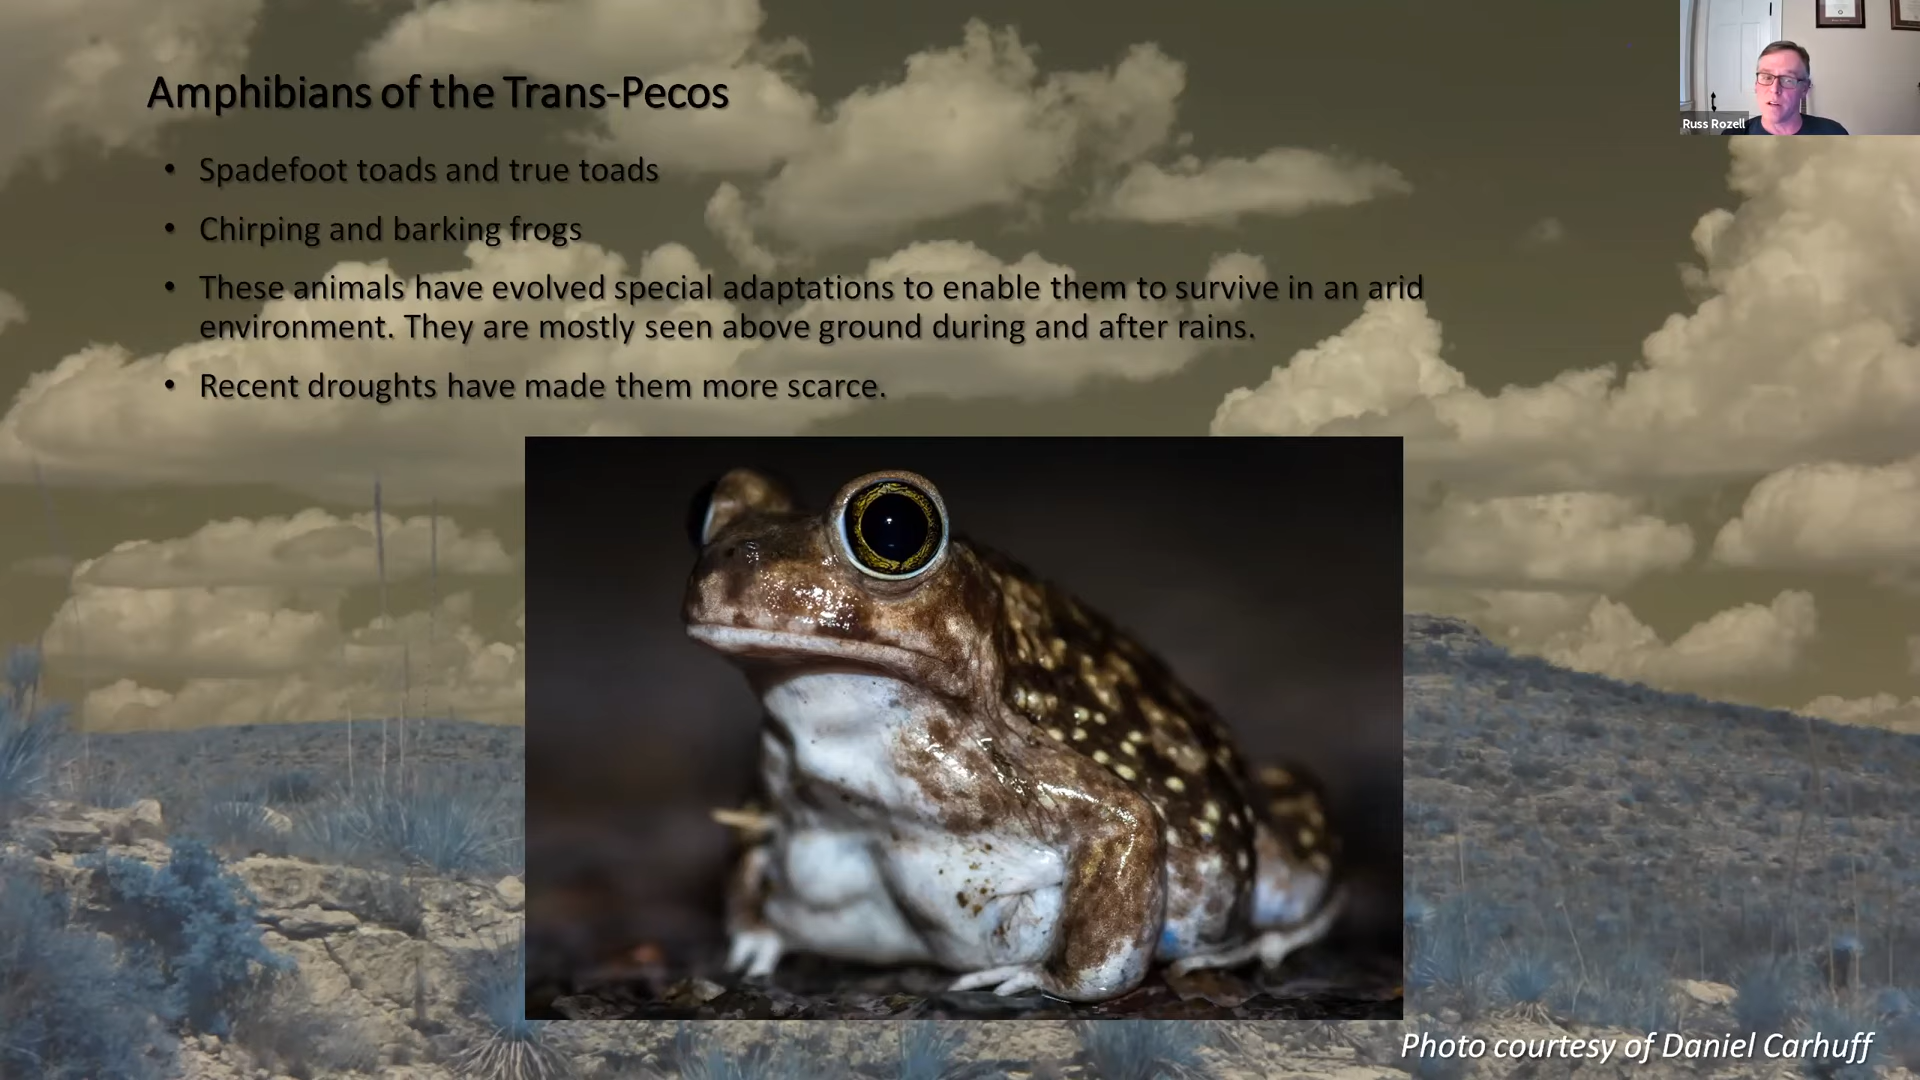 Amphibians of the Trans-Pecos
Russ Rozell
• Spadefoot toads and true toads
• Chirping and barking frogs
• These animals have evolved special adaptations to enable them to survive in an arid
environment. They are mostly seen above ground during and after rains.
• Recent droughts have made them more scarce.
Photo courtesy of Daniel Carhuff